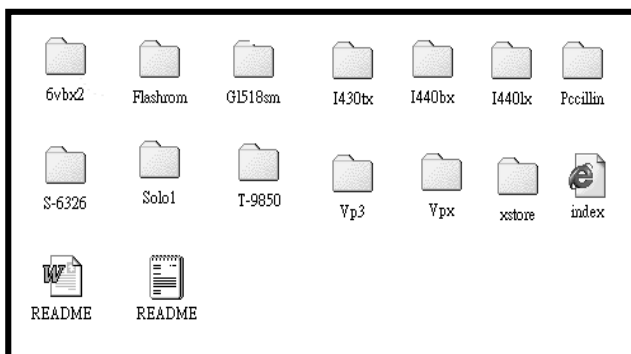 6vbx2 Flashrom Gl518sm I430tx I440bx I440lx Pccillin
S-6326 Solo1 T-9850 Vp3 Vpx xstore index
README README